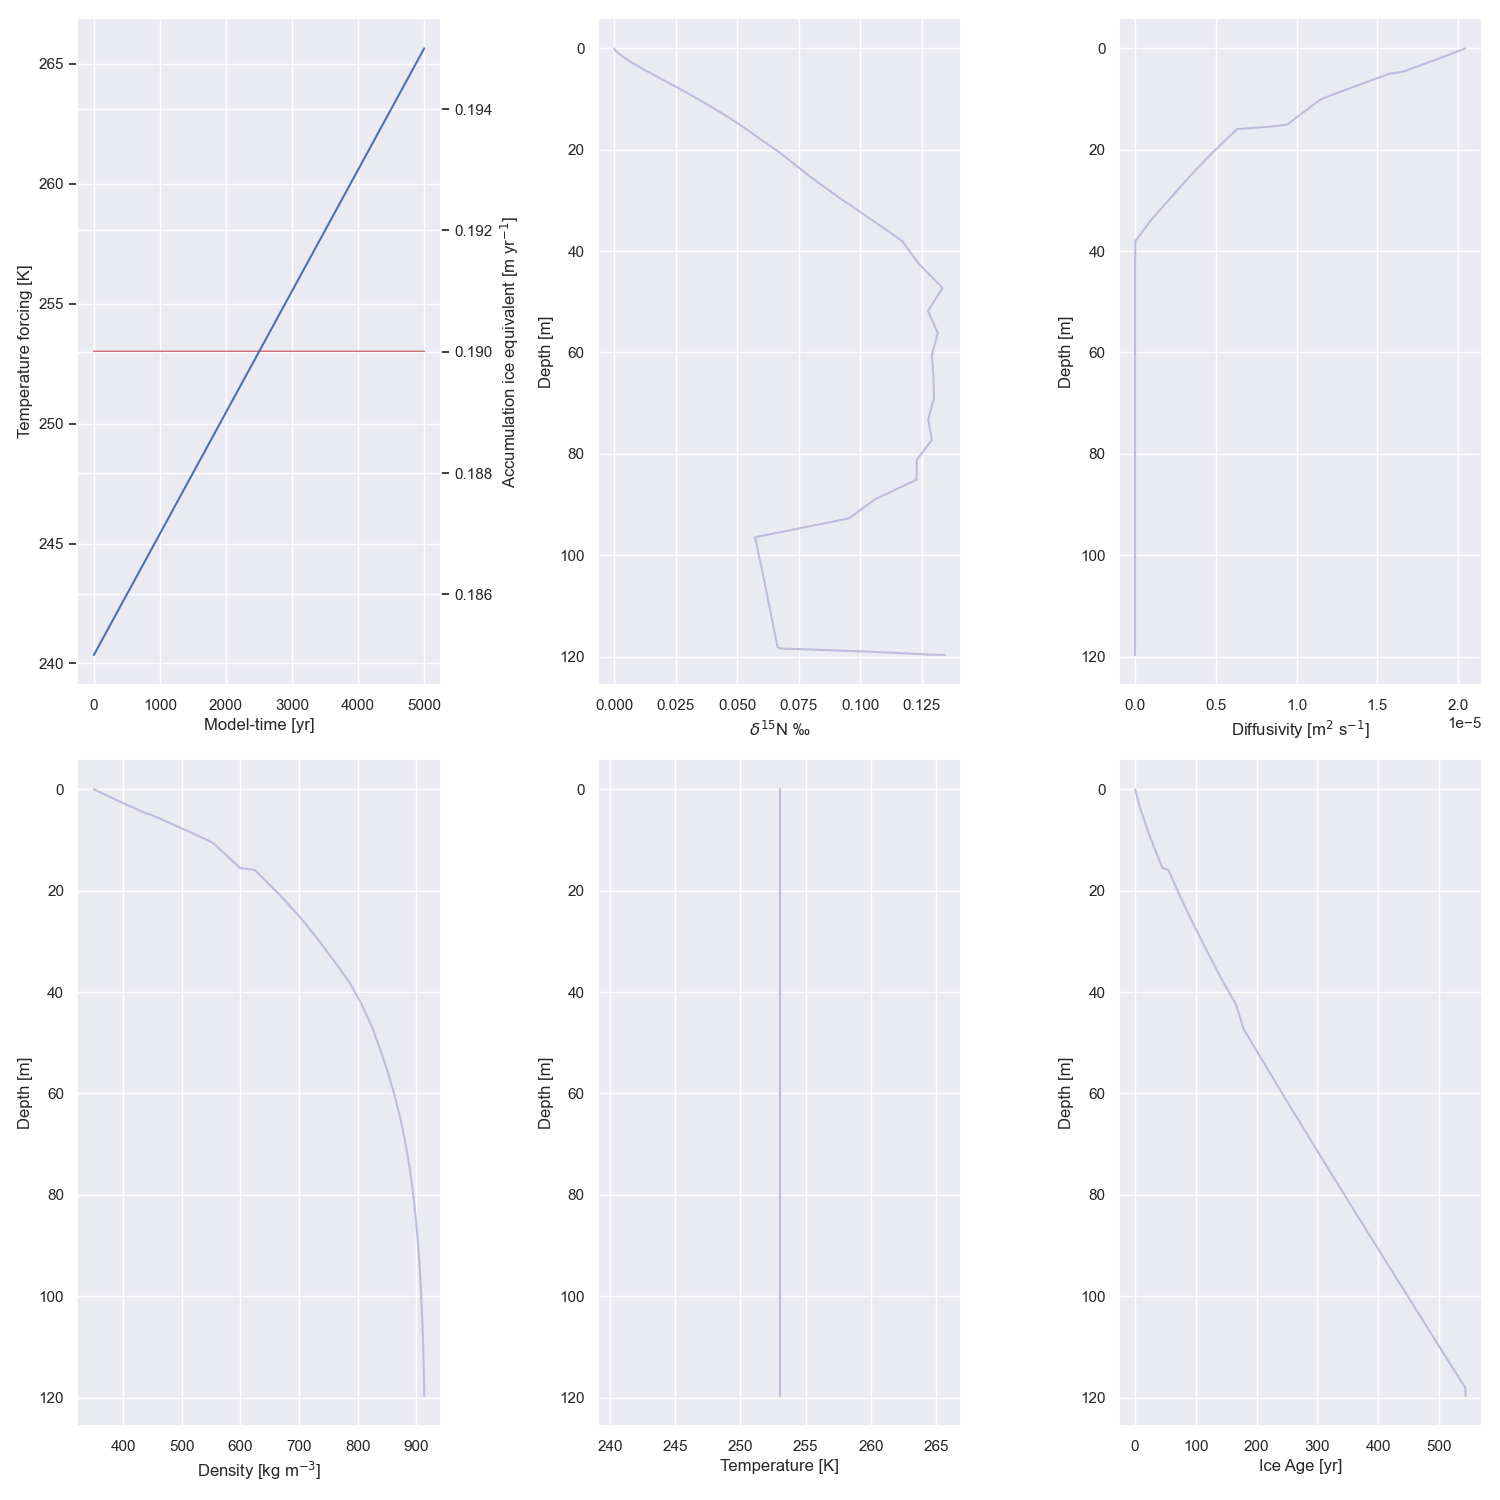 Temperature forcing [K]
265
260
255
250
245
240
0 1000 2000 3000 4000 5000
Model-time [yr]
0.194
0.192
0.190
0.188
0.186
Accumulation ice equivalent [m yr⁻¹]
Depth [m]
0
20
40
60
80
100
120
0.000 0.025 0.050 0.075 0.100 0.125
δ¹⁵N ‰
Depth [m]
0
20
40
60
80
100
120
0.0 0.5 1.0 1.5 2.0
1e−5
Diffusivity [m² s⁻¹]
Depth [m]
0
20
40
60
80
100
120
400 500 600 700 800 900
Density [kg m⁻³]
Depth [m]
0
20
40
60
80
100
120
240 245 250 255 260 265
Temperature [K]
Depth [m]
0
20
40
60
80
100
120
0 100 200 300 400 500
Ice Age [yr]